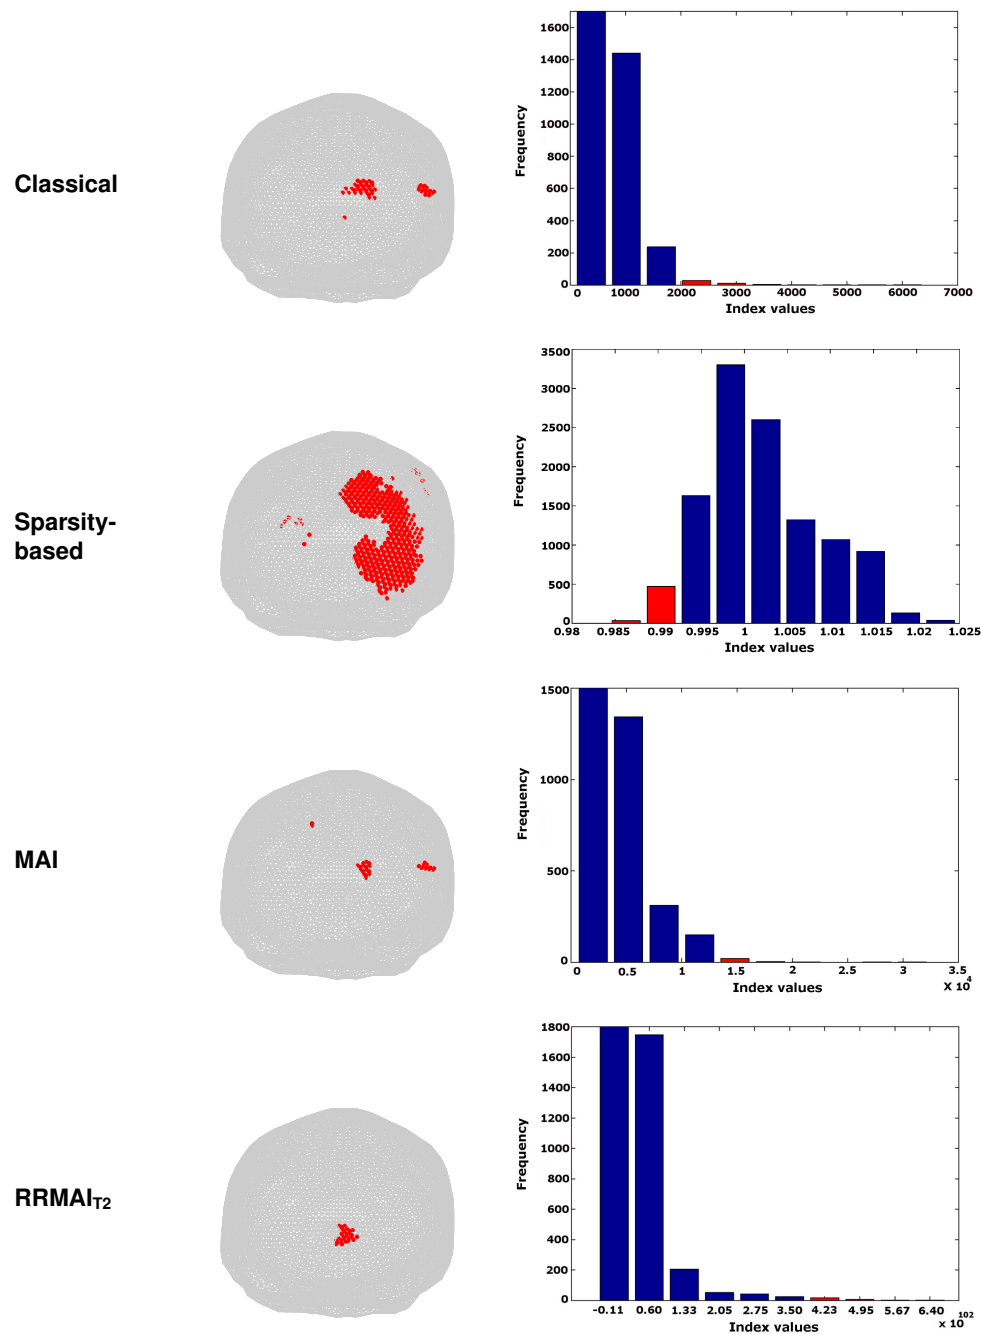 Classical
Frequency
1600
1400
1200
1000
800
600
400
200
0
0 1000 2000 3000 4000 5000 6000 7000
Index values
Sparsity-
based
Frequency
3500
3000
2500
2000
1500
1000
500
0
0.98 0.985 0.99 0.995 1 1.005 1.01 1.015 1.02 1.025
Index values
MAI
Frequency
1500
1000
500
0
0 0.5 1 1.5 2 2.5 3 3.5
Index values
X 10^4
RRMAI_T2
Frequency
1800
1600
1400
1200
1000
800
600
400
200
0
-0.11 0.60 1.33 2.05 2.75 3.50 4.23 4.95 5.67 6.40
Index values
x 10^102